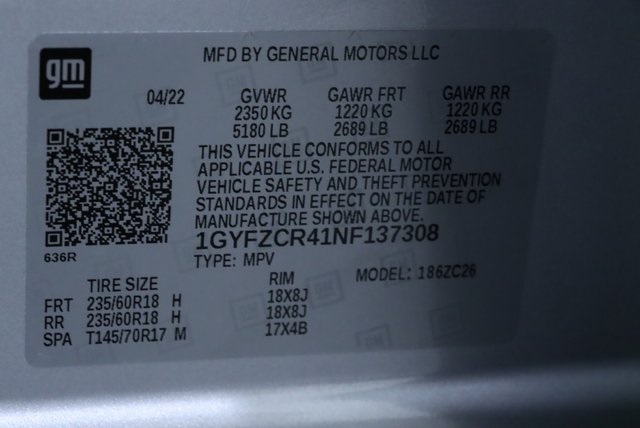 gm
MFD BY GENERAL MOTORS LLC
04/22 GVWR GAWR FRT GAWR RR
2350 KG 1220 KG 1220 KG
5180 LB 2689 LB 2689 LB
THIS VEHICLE CONFORMS TO ALL
APPLICABLE U.S. FEDERAL MOTOR
VEHICLE SAFETY AND THEFT PREVENTION
STANDARDS IN EFFECT ON THE DATE OF
MANUFACTURE SHOWN ABOVE.
636R
1GYFZCR41NF137308
TYPE: MPV MODEL: 186ZC26
TIRE SIZE RIM
FRT 235/60R18 H 18X8J
RR 235/60R18 H 18X8J
SPA T145/70R17 M 17X4B